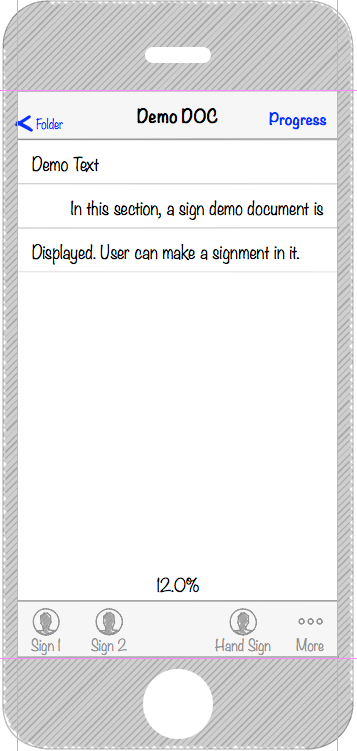 Folder Demo DOC Progress
Demo Text
In this section, a sign demo document is
Displayed. User can make a signment in it.
12.0%
Sign 1 Sign 2 Hand Sign More